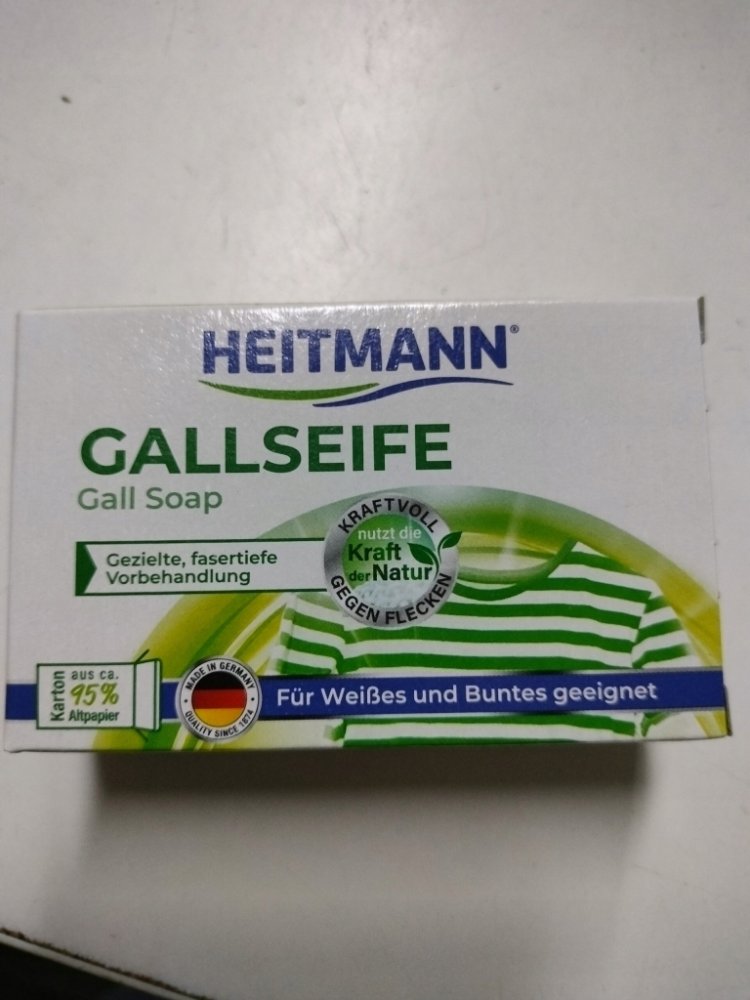 HEITMANN®
GALLSEIFE
Gall Soap
Gezielte, fasertiefe
Vorbehandlung
KRAFTVOLL
nutzt die
Kraft
der Natur
GEGEN FLECKEN
Karton
aus ca.
95%
Altpapier
MADE IN GERMANY
QUALITY SINCE 1874
Für Weißes und Buntes geeignet